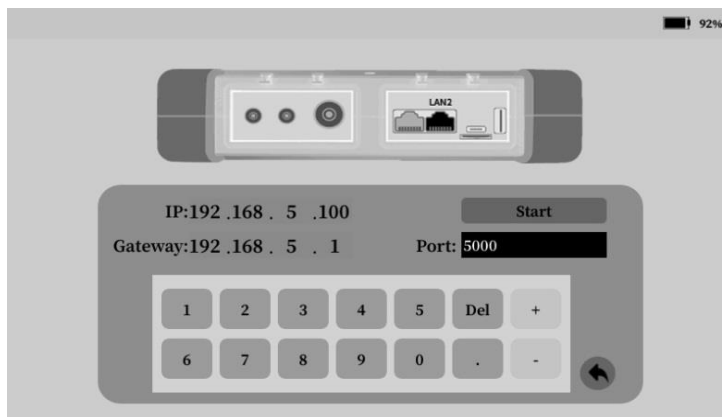 92%
LAN2
IP:192.168.5.100
Start
Gateway:192.168.5.1
Port: 5000
1 2 3 4 5 Del +
6 7 8 9 0 . -